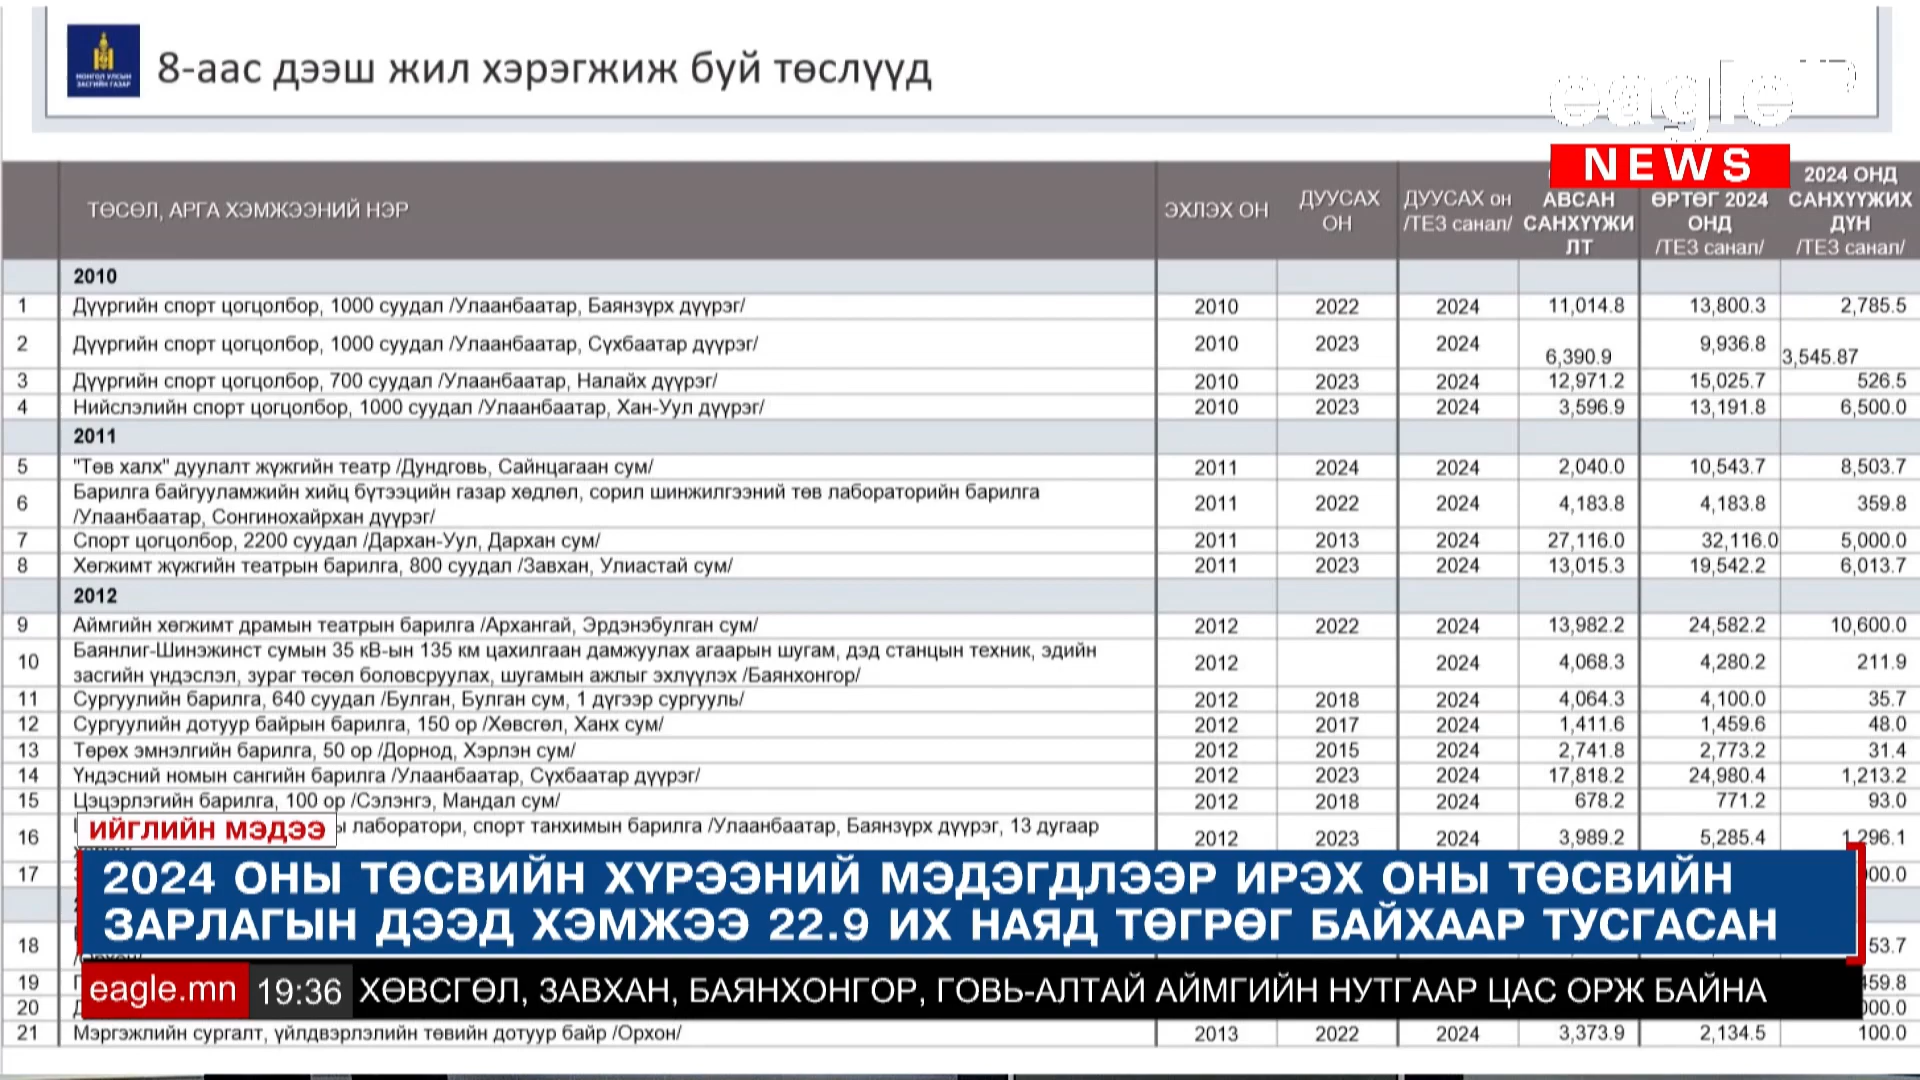 МОНГОЛ УЛСЫН
ЗАСГИЙН ГАЗАР
8-аас дээш жил хэрэгжиж буй төслүүд
eagle
NEWS
ТӨСӨЛ, АРГА ХЭМЖЭЭНИЙ НЭР ЭХЛЭХ ОН ДУУСАХ ОН ДУУСАХ он /ТЕЗ санал/ АВСАН САНХҮҮЖИЛТ ӨРТӨГ 2024 ОНД /ТЕЗ санал/ 2024 ОНД САНХҮҮЖИХ ДҮН /ТЕЗ санал/
2010
1 Дүүргийн спорт цогцолбор, 1000 суудал /Улаанбаатар, Баянзүрх дүүрэг/ 2010 2022 2024 11,014.8 13,800.3 2,785.5
2 Дүүргийн спорт цогцолбор, 1000 суудал /Улаанбаатар, Сүхбаатар дүүрэг/ 2010 2023 2024 6,390.9 9,936.8 3,545.87
3 Дүүргийн спорт цогцолбор, 700 суудал /Улаанбаатар, Налайх дүүрэг/ 2010 2023 2024 12,971.2 15,025.7 526.5
4 Нийслэлийн спорт цогцолбор, 1000 суудал /Улаанбаатар, Хан-Уул дүүрэг/ 2010 2023 2024 3,596.9 13,191.8 6,500.0
2011
5 "Төв халх" дуулалт жүжгийн театр /Дундговь, Сайнцагаан сум/ 2011 2024 2024 2,040.0 10,543.7 8,503.7
6 Барилга байгууламжийн хийц бүтээцийн газар хөдлөл, сорил шинжилгээний төв лабораторийн барилга
/Улаанбаатар, Сонгинохайрхан дүүрэг/ 2011 2022 2024 4,183.8 4,183.8 359.8
7 Спорт цогцолбор, 2200 суудал /Дархан-Уул, Дархан сум/ 2011 2013 2024 27,116.0 32,116.0 5,000.0
8 Хөгжимт жүжгийн театрын барилга, 800 суудал /Завхан, Улиастай сум/ 2011 2023 2024 13,015.3 19,542.2 6,013.7
2012
9 Аймгийн хөгжимт драмын театрын барилга /Архангай, Эрдэнэбулган сум/ 2012 2022 2024 13,982.2 24,582.2 10,600.0
10 Баянлиг-Шинэжинст сумын 35 кВ-ын 135 км цахилгаан дамжуулах агаарын шугам, дэд станцын техник, эдийн
засгийн үндэслэл, зураг төсөл боловсруулах, шугамын ажлыг эхлүүлэх /Баянхонгор/ 2012 2024 4,068.3 4,280.2 211.9
11 Сургуулийн барилга, 640 суудал /Булган, Булган сум, 1 дүгээр сургууль/ 2012 2018 2024 4,064.3 4,100.0 35.7
12 Сургуулийн дотуур байрын барилга, 150 ор /Хөвсгөл, Ханх сум/ 2012 2017 2024 1,411.6 1,459.6 48.0
13 Төрөх эмнэлгийн барилга, 50 ор /Дорнод, Хэрлэн сум/ 2012 2015 2024 2,741.8 2,773.2 31.4
14 Үндэсний номын сангийн барилга /Улаанбаатар, Сүхбаатар дүүрэг/ 2012 2023 2024 17,818.2 24,980.4 1,213.2
15 Цэцэрлэгийн барилга, 100 ор /Сэлэнгэ, Мандал сум/ 2012 2018 2024 678.2 771.2 93.0
16 лаборатори, спорт танхимын барилга /Улаанбаатар, Баянзүрх дүүрэг, 13 дугаар 2012 2023 2024 3,989.2 5,285.4 1,296.1
ИЙГЛИЙН МЭДЭЭ
17
2024 ОНЫ ТӨСВИЙН ХҮРЭЭНИЙ МЭДЭГДЛЭЭР ИРЭХ ОНЫ ТӨСВИЙН
ЗАРЛАГЫН ДЭЭД ХЭМЖЭЭ 22.9 ИХ НАЯД ТӨГРӨГ БАЙХААР ТУСГАСАН
18
19
eagle.mn 19:36 ХӨВСГӨЛ, ЗАВХАН, БАЯНХОНГОР, ГОВЬ-АЛТАЙ АЙМГИЙН НУТГААР ЦАС ОРЖ БАЙНА
20
21 Мэргэжлийн сургалт, үйлдвэрлэлийн төвийн дотуур байр /Орхон/ 2013 2022 2024 3,373.9 2,134.5 100.0